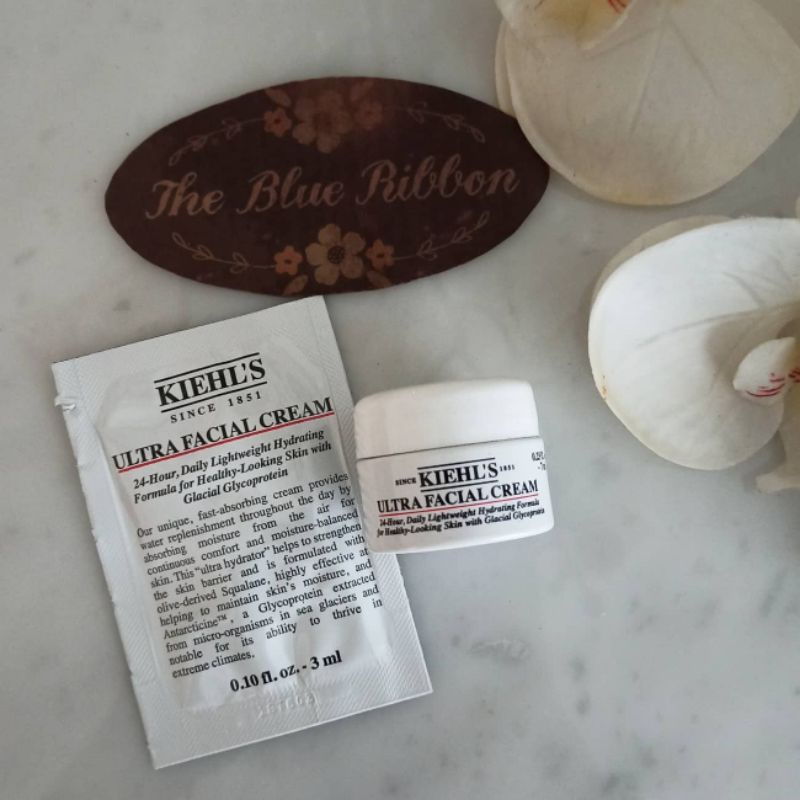 The Blue Ribbon
KIEHL'S
SINCE 1851
ULTRA FACIAL CREAM
24-Hour, Daily Lightweight Hydrating
Formula for Healthy-Looking Skin with
Glacial Glycoprotein
Our unique, fast-absorbing cream provides
water replenishment throughout the day by
absorbing moisture from the air for
continuous comfort and moisture-balanced
skin. This "ultra hydrator" helps to strengthen
the skin barrier and is formulated with
olive-derived Squalane, highly effective at
helping to maintain skin's moisture, and
Antarcticine™, a Glycoprotein extracted
from micro-organisms in sea glaciers and
notable for its ability to thrive in
extreme climates.
0.10 fl. oz. - 3 ml
SINCE KIEHL'S 1851
ULTRA FACIAL CREAM
24-Hour, Daily Lightweight Hydrating Formula
for Healthy-Looking Skin with Glacial Glycoprotein